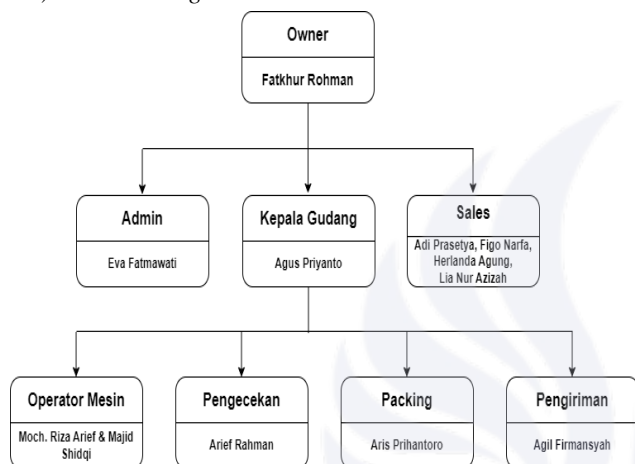 Owner
Fatkhur Rohman
Admin
Eva Fatmawati
Kepala Gudang
Agus Priyanto
Sales
Adi Prasetya, Figo Narfa,
Herlanda Agung,
Lia Nur Azizah
Operator Mesin
Moch. Riza Arief & Majid
Shidqi
Pengecekan
Arief Rahman
Packing
Aris Prihantoro
Pengiriman
Agil Firmansyah